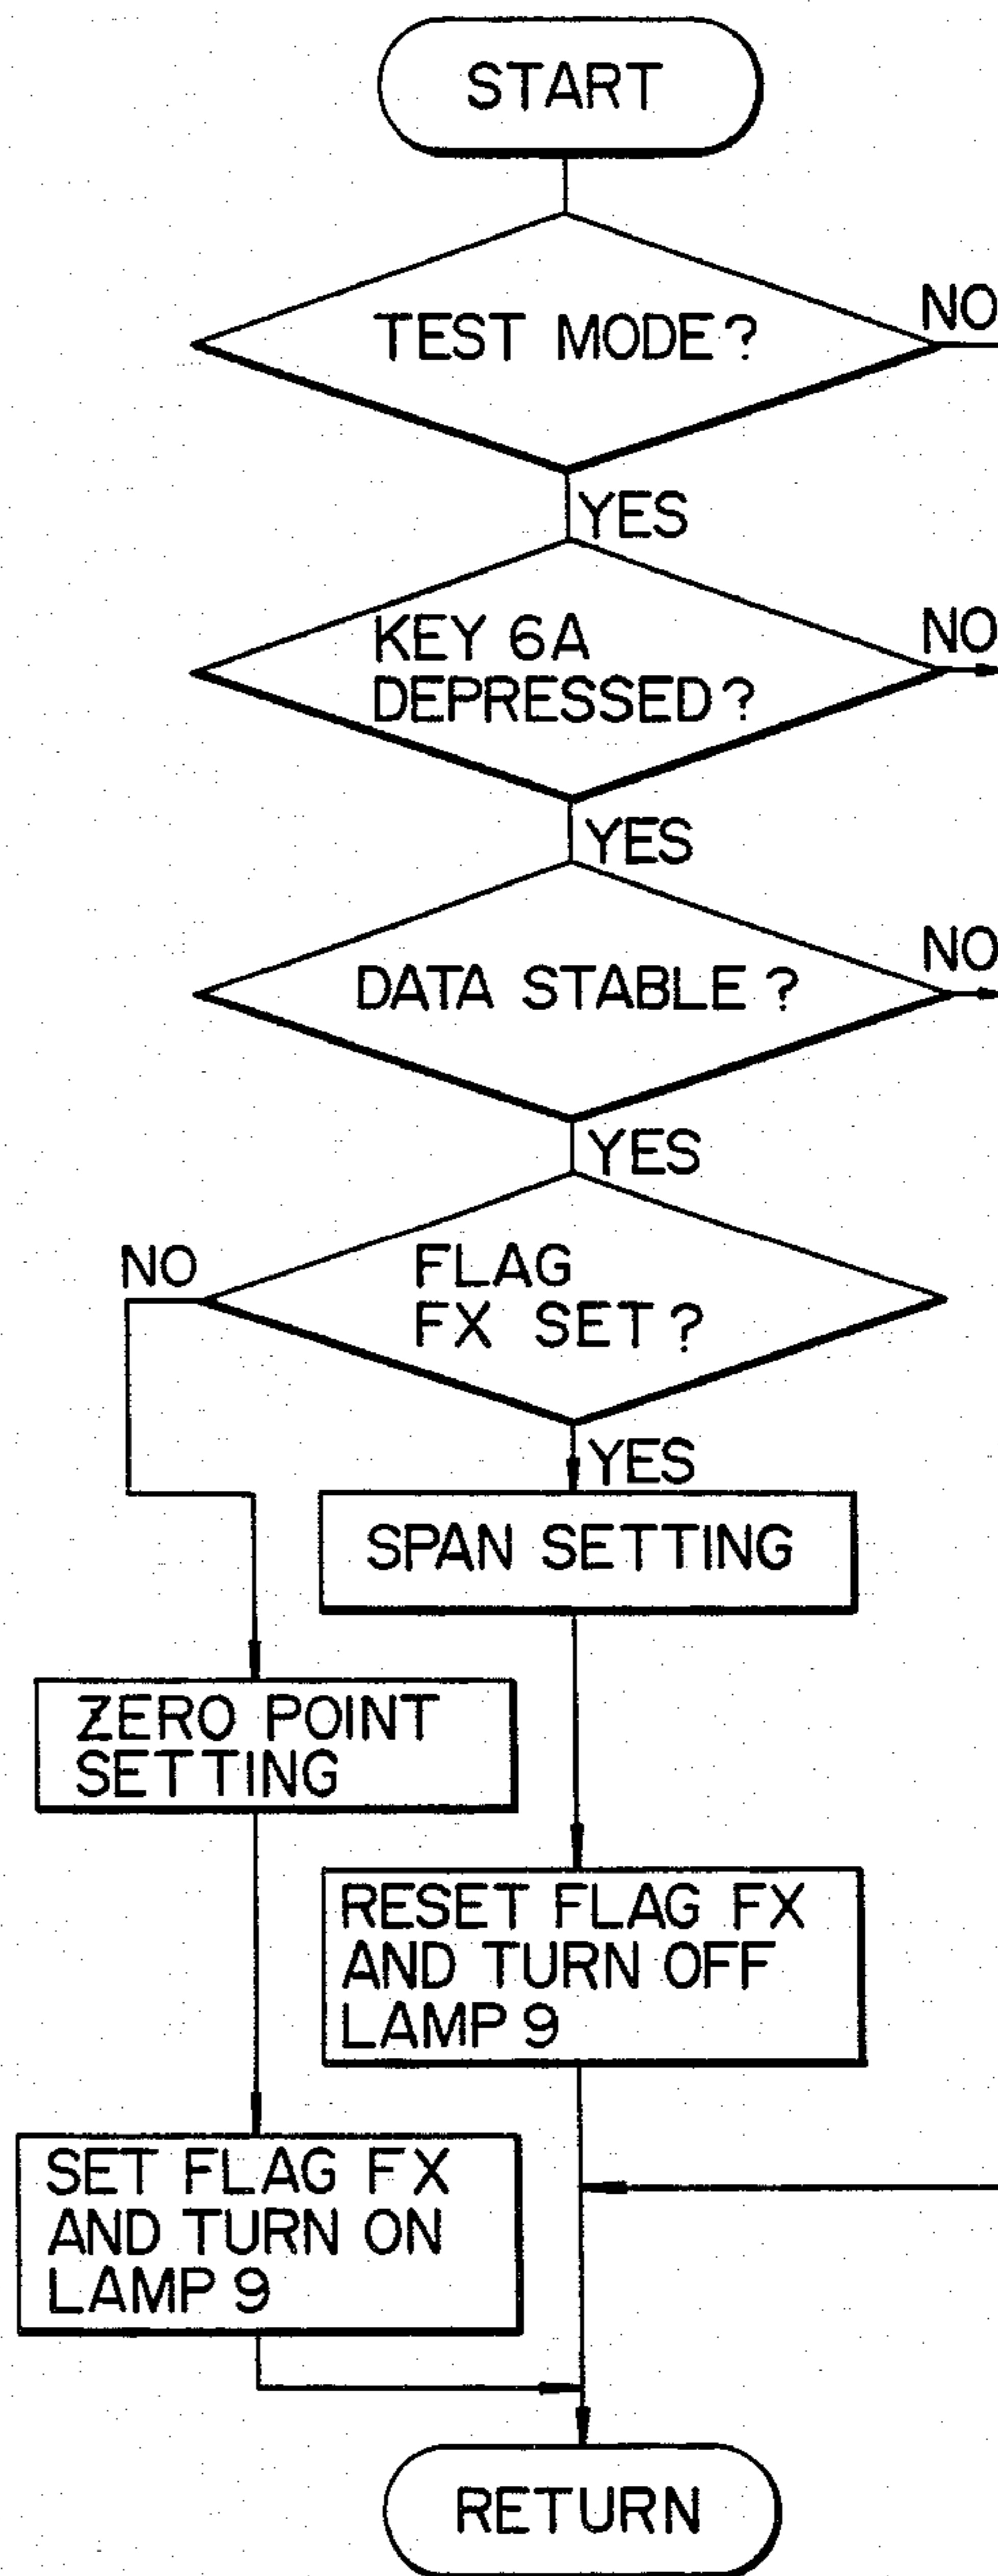 START
TEST MODE?
NO
YES
KEY 6A
DEPRESSED?
NO
YES
DATA STABLE?
NO
YES
FLAG
FX SET?
NO
YES
SPAN SETTING
ZERO POINT
SETTING
RESET FLAG FX
AND TURN OFF
LAMP 9
SET FLAG FX
AND TURN ON
LAMP 9
RETURN